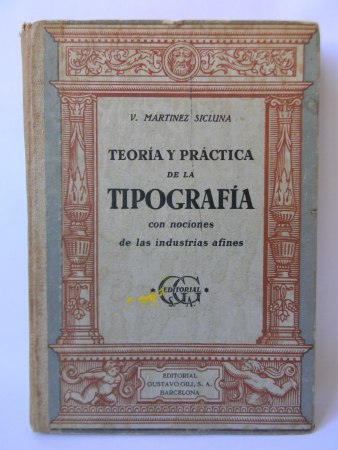 V. MARTINEZ SICLUNA
TEORÍA Y PRÁCTICA
DE LA
TIPOGRAFÍA
con nociones
de las industrias afines
EDITORIAL
GG
S. A.
EDITORIAL
GUSTAVO GILI, S. A.
BARCELONA